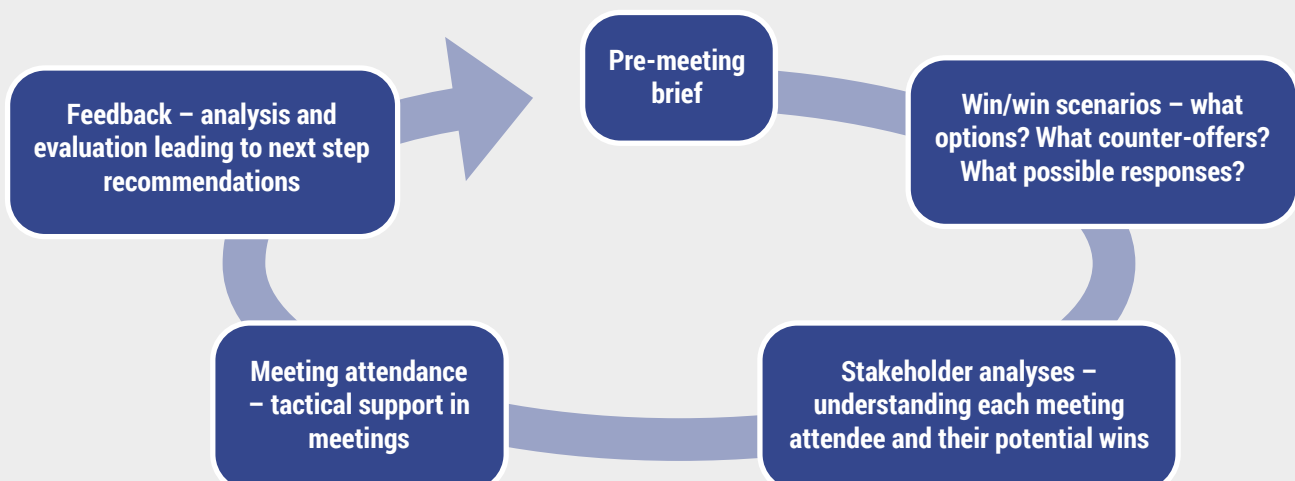 Pre-meeting
brief
Win/win scenarios – what
options? What counter-offers?
What possible responses?
Stakeholder analyses –
understanding each meeting
attendee and their potential wins
Meeting attendance
– tactical support in
meetings
Feedback – analysis and
evaluation leading to next step
recommendations